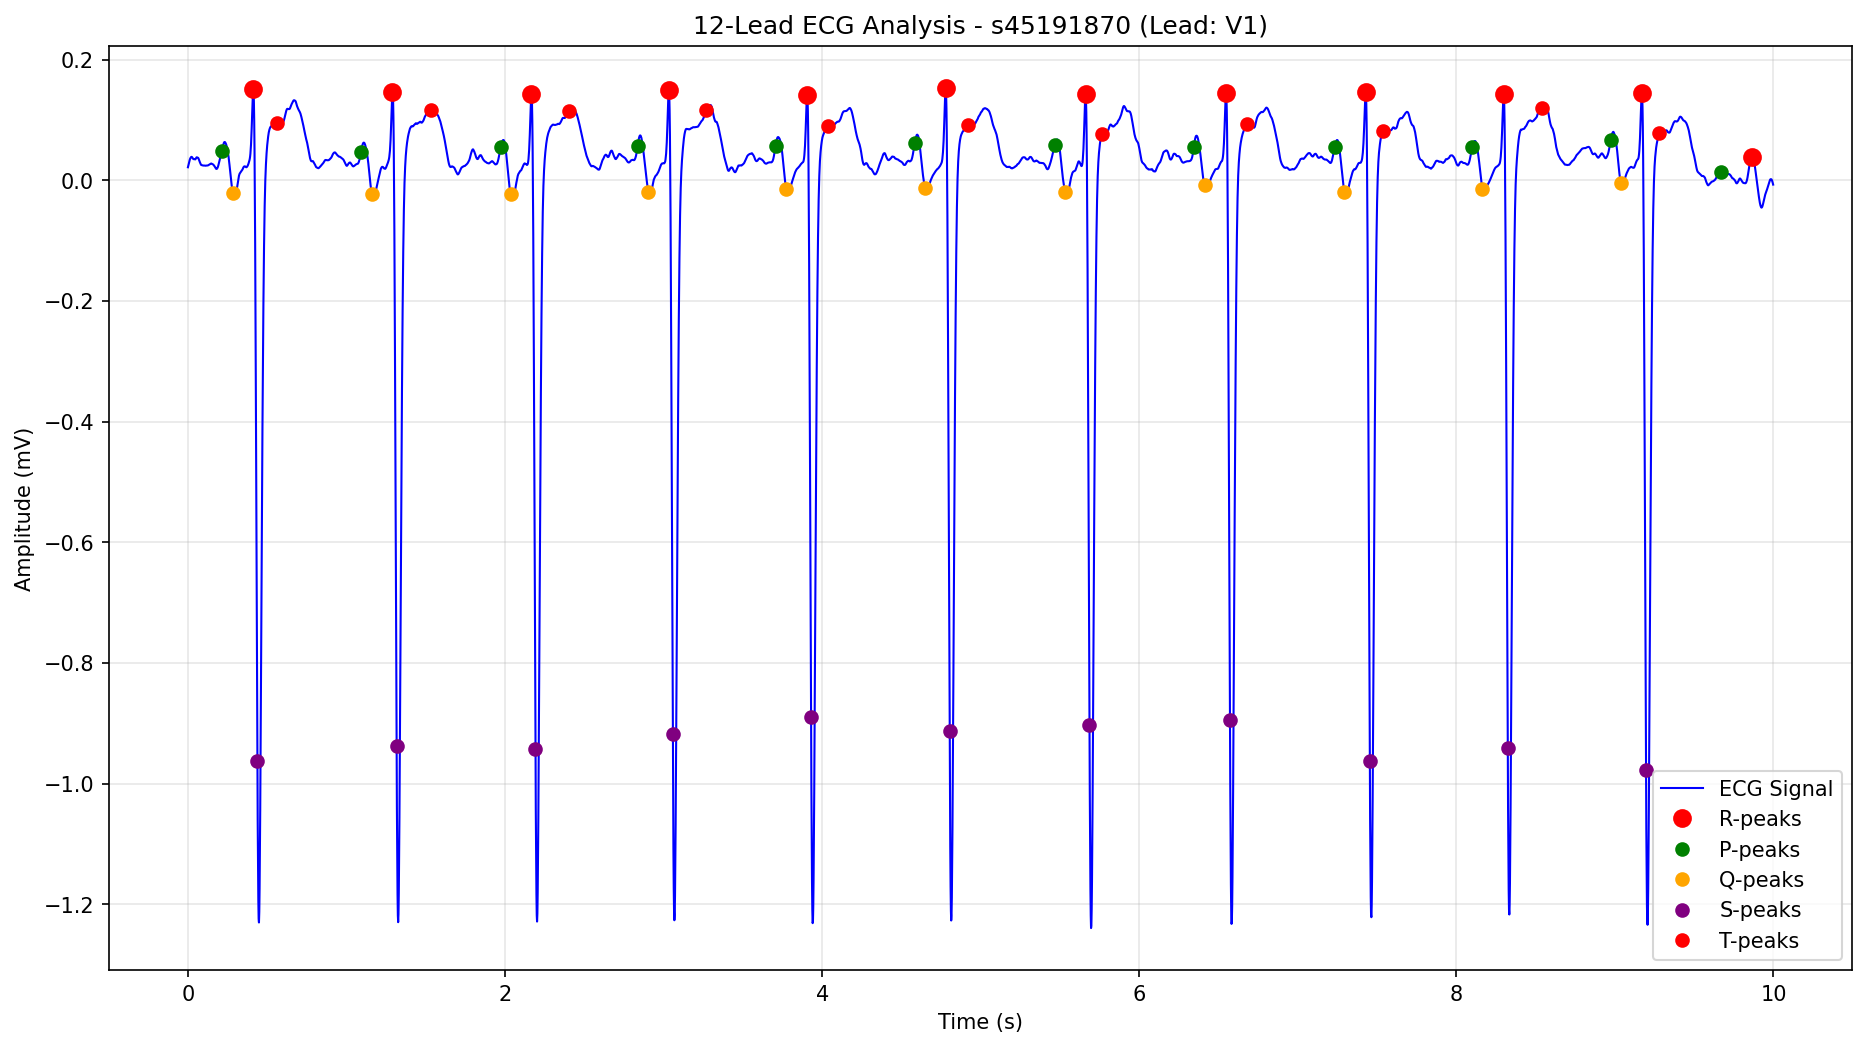 12-Lead ECG Analysis - s45191870 (Lead: V1)
Amplitude (mV)
0.2
0.0
−0.2
−0.4
−0.6
−0.8
−1.0
−1.2
0
2
4
6
8
10
Time (s)
ECG Signal
R-peaks
P-peaks
Q-peaks
S-peaks
T-peaks